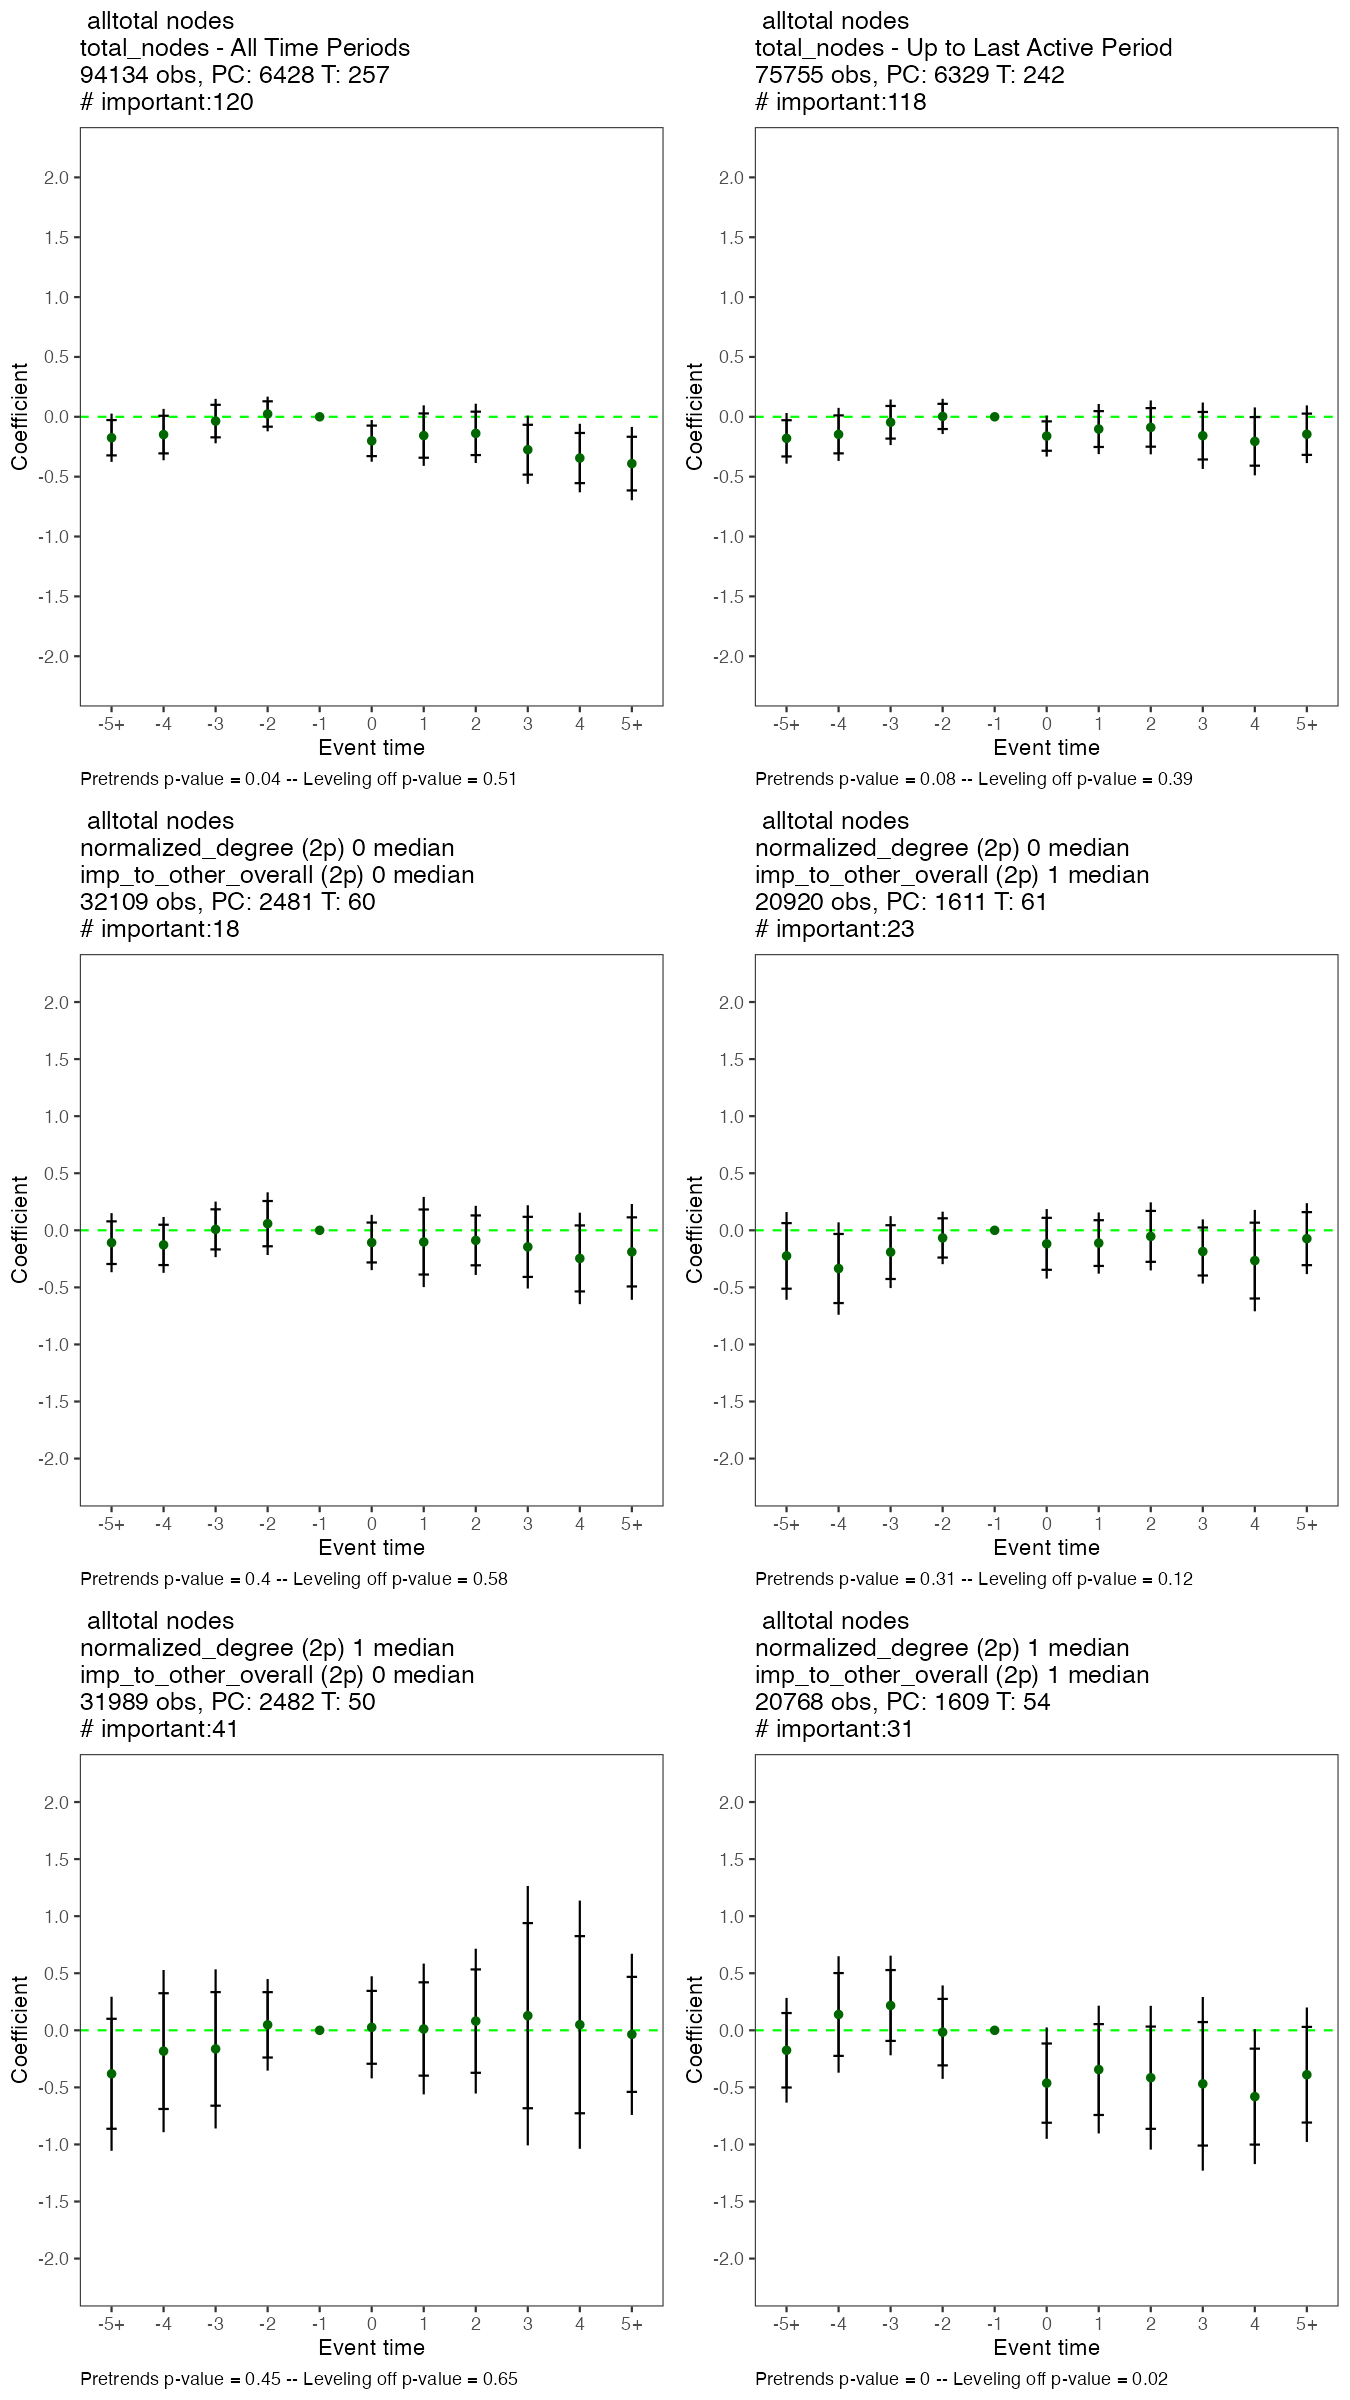 alltotal nodes
total_nodes - All Time Periods
94134 obs, PC: 6428 T: 257
# important:120
2.0
1.5
1.0
0.5
0.0
-0.5
-1.0
-1.5
-2.0
Coefficient
-5+ -4 -3 -2 -1 0 1 2 3 4 5+
Event time
Pretrends p-value = 0.04 -- Leveling off p-value = 0.51
alltotal nodes
total_nodes - Up to Last Active Period
75755 obs, PC: 6329 T: 242
# important:118
2.0
1.5
1.0
0.5
0.0
-0.5
-1.0
-1.5
-2.0
Coefficient
-5+ -4 -3 -2 -1 0 1 2 3 4 5+
Event time
Pretrends p-value = 0.08 -- Leveling off p-value = 0.39
alltotal nodes
normalized_degree (2p) 0 median
imp_to_other_overall (2p) 0 median
32109 obs, PC: 2481 T: 60
# important:18
2.0
1.5
1.0
0.5
0.0
-0.5
-1.0
-1.5
-2.0
Coefficient
-5+ -4 -3 -2 -1 0 1 2 3 4 5+
Event time
Pretrends p-value = 0.4 -- Leveling off p-value = 0.58
alltotal nodes
normalized_degree (2p) 0 median
imp_to_other_overall (2p) 1 median
20920 obs, PC: 1611 T: 61
# important:23
2.0
1.5
1.0
0.5
0.0
-0.5
-1.0
-1.5
-2.0
Coefficient
-5+ -4 -3 -2 -1 0 1 2 3 4 5+
Event time
Pretrends p-value = 0.31 -- Leveling off p-value = 0.12
alltotal nodes
normalized_degree (2p) 1 median
imp_to_other_overall (2p) 0 median
31989 obs, PC: 2482 T: 50
# important:41
2.0
1.5
1.0
0.5
0.0
-0.5
-1.0
-1.5
-2.0
Coefficient
-5+ -4 -3 -2 -1 0 1 2 3 4 5+
Event time
Pretrends p-value = 0.45 -- Leveling off p-value = 0.65
alltotal nodes
normalized_degree (2p) 1 median
imp_to_other_overall (2p) 1 median
20768 obs, PC: 1609 T: 54
# important:31
2.0
1.5
1.0
0.5
0.0
-0.5
-1.0
-1.5
-2.0
Coefficient
-5+ -4 -3 -2 -1 0 1 2 3 4 5+
Event time
Pretrends p-value = 0 -- Leveling off p-value = 0.02